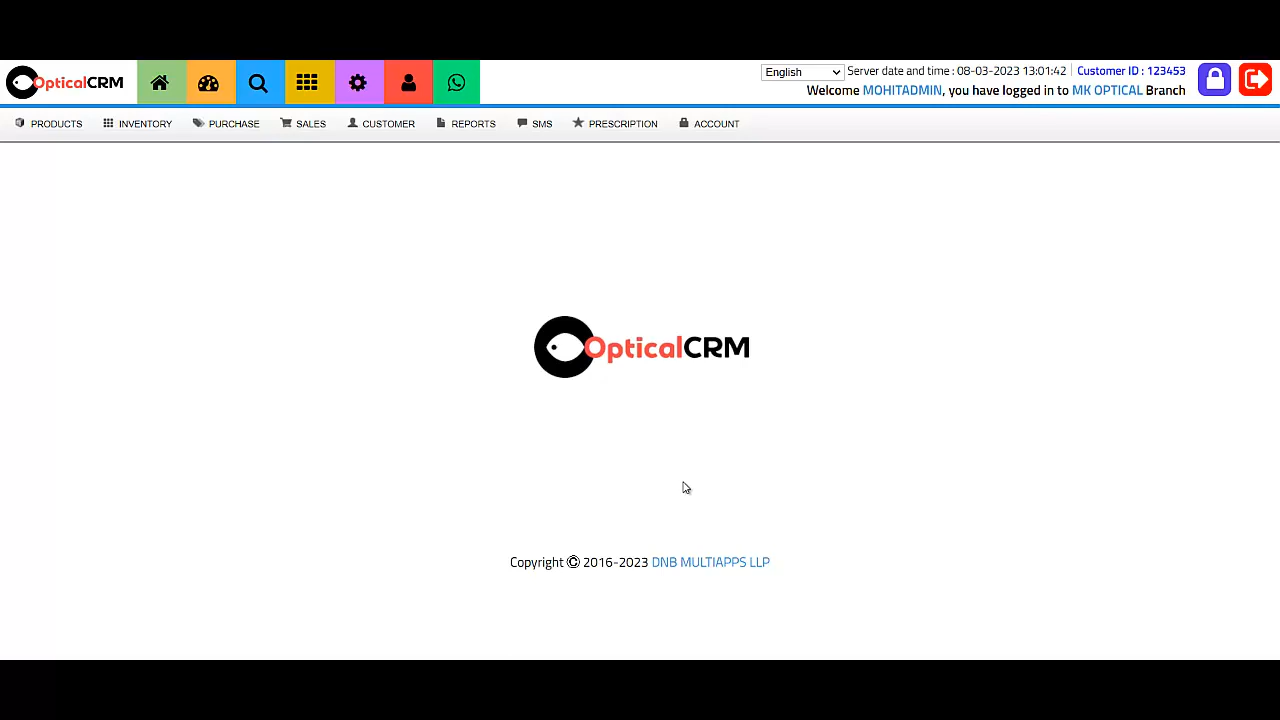 OpticalCRM
English Server date and time : 08-03-2023 13:01:42 Customer ID : 123453
Welcome MOHITADMIN, you have logged in to MK OPTICAL Branch
PRODUCTS INVENTORY PURCHASE SALES CUSTOMER REPORTS SMS PRESCRIPTION ACCOUNT
OpticalCRM
Copyright © 2016-2023 DNB MULTIAPPS LLP